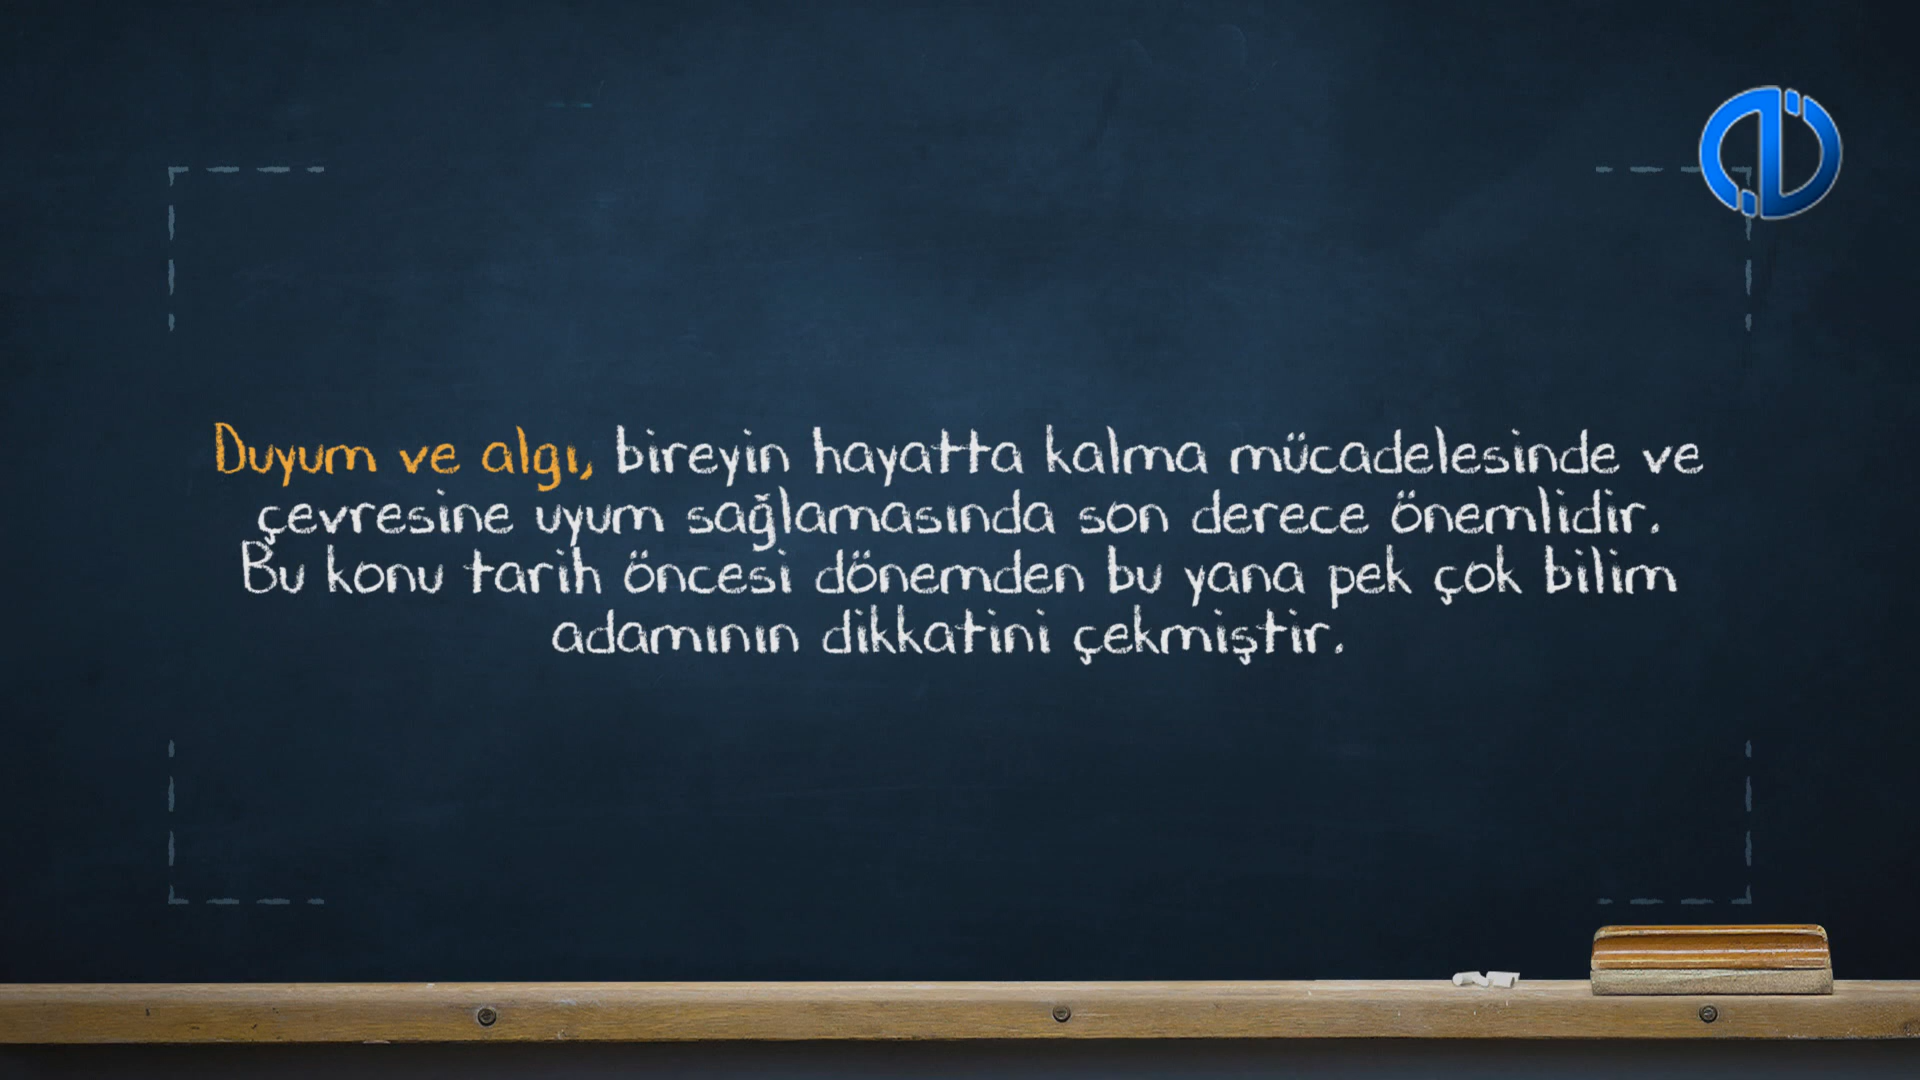 Duyum ve algı, bireyin hayatta kalma mücadelesinde ve
çevresine uyum sağlamasında son derece önemlidir.
Bu konu tarih öncesi dönemden bu yana pek çok bilim
adamının dikkatini çekmiştir.